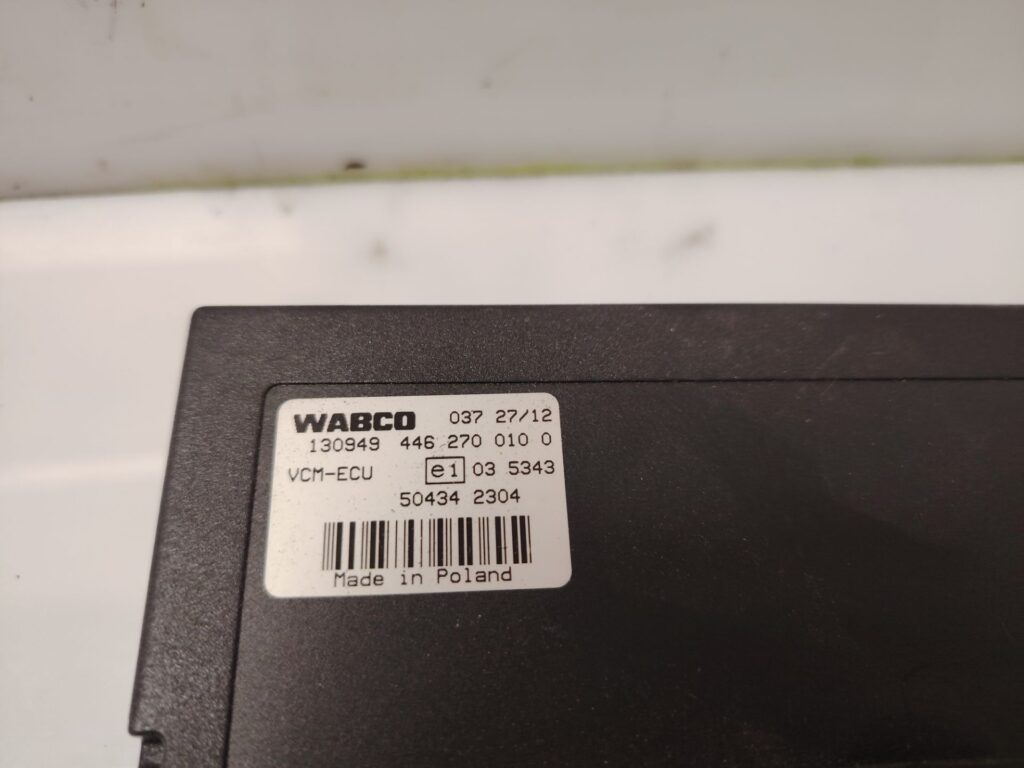 WABCO 037 27/12
130949 446 270 010 0
VCM-ECU e1 03 5343
50434 2304
Made in Poland